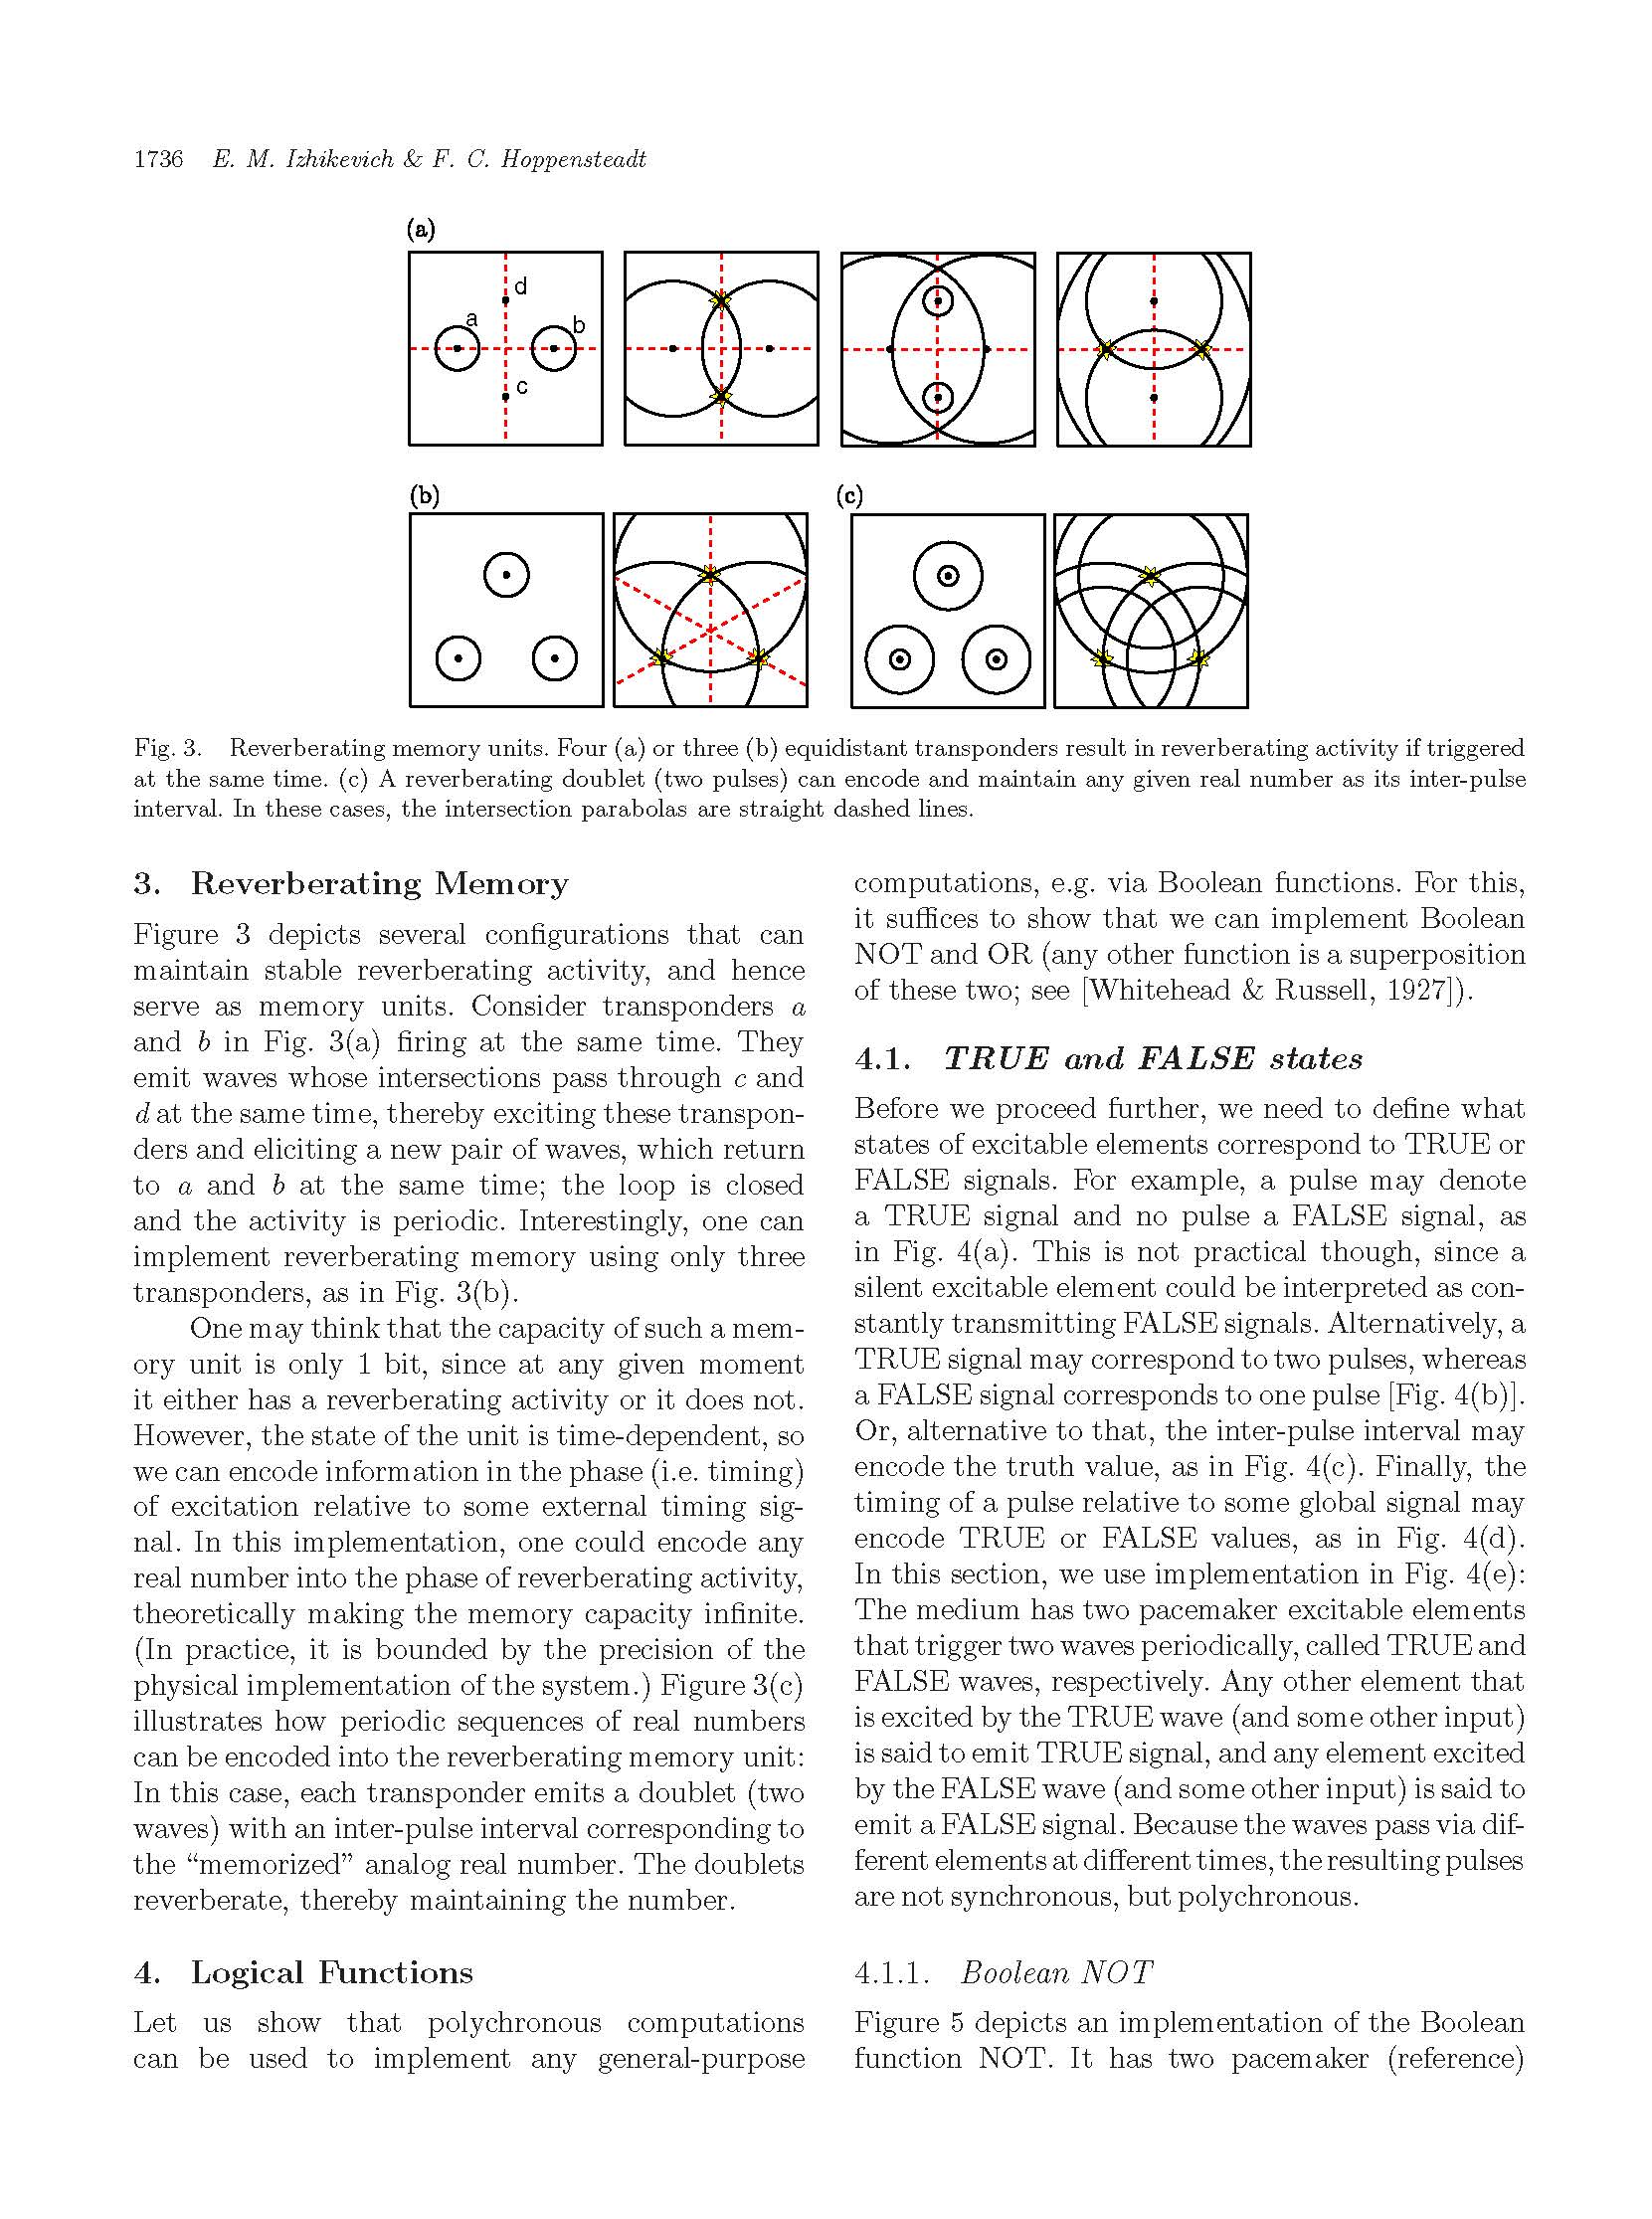 1736 E. M. Izhikevich & F. C. Hoppensteadt
(a)
d
a
b
c
(b)
(c)
Fig. 3. Reverberating memory units. Four (a) or three (b) equidistant transponders result in reverberating activity if triggered
at the same time. (c) A reverberating doublet (two pulses) can encode and maintain any given real number as its inter-pulse
interval. In these cases, the intersection parabolas are straight dashed lines.
3. Reverberating Memory
Figure 3 depicts several configurations that can
maintain stable reverberating activity, and hence
serve as memory units. Consider transponders a
and b in Fig. 3(a) firing at the same time. They
emit waves whose intersections pass through c and
d at the same time, thereby exciting these transpon-
ders and eliciting a new pair of waves, which return
to a and b at the same time; the loop is closed
and the activity is periodic. Interestingly, one can
implement reverberating memory using only three
transponders, as in Fig. 3(b).
One may think that the capacity of such a mem-
ory unit is only 1 bit, since at any given moment
it either has a reverberating activity or it does not.
However, the state of the unit is time-dependent, so
we can encode information in the phase (i.e. timing)
of excitation relative to some external timing sig-
nal. In this implementation, one could encode any
real number into the phase of reverberating activity,
theoretically making the memory capacity infinite.
(In practice, it is bounded by the precision of the
physical implementation of the system.) Figure 3(c)
illustrates how periodic sequences of real numbers
can be encoded into the reverberating memory unit:
In this case, each transponder emits a doublet (two
waves) with an inter-pulse interval corresponding to
the “memorized” analog real number. The doublets
reverberate, thereby maintaining the number.
4. Logical Functions
Let us show that polychronous computations
can be used to implement any general-purpose
computations, e.g. via Boolean functions. For this,
it suffices to show that we can implement Boolean
NOT and OR (any other function is a superposition
of these two; see [Whitehead & Russell, 1927]).
4.1. TRUE and FALSE states
Before we proceed further, we need to define what
states of excitable elements correspond to TRUE or
FALSE signals. For example, a pulse may denote
a TRUE signal and no pulse a FALSE signal, as
in Fig. 4(a). This is not practical though, since a
silent excitable element could be interpreted as con-
stantly transmitting FALSE signals. Alternatively, a
TRUE signal may correspond to two pulses, whereas
a FALSE signal corresponds to one pulse [Fig. 4(b)].
Or, alternative to that, the inter-pulse interval may
encode the truth value, as in Fig. 4(c). Finally, the
timing of a pulse relative to some global signal may
encode TRUE or FALSE values, as in Fig. 4(d).
In this section, we use implementation in Fig. 4(e):
The medium has two pacemaker excitable elements
that trigger two waves periodically, called TRUE and
FALSE waves, respectively. Any other element that
is excited by the TRUE wave (and some other input)
is said to emit TRUE signal, and any element excited
by the FALSE wave (and some other input) is said to
emit a FALSE signal. Because the waves pass via dif-
ferent elements at different times, the resulting pulses
are not synchronous, but polychronous.
4.1.1. Boolean NOT
Figure 5 depicts an implementation of the Boolean
function NOT. It has two pacemaker (reference)